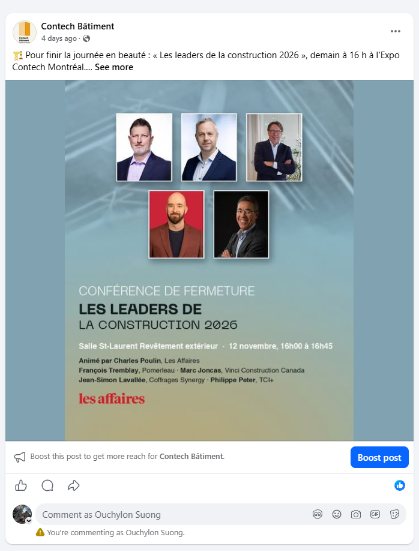 Contech Bâtiment
4 days ago ·
🏆 Pour finir la journée en beauté : « Les leaders de la construction 2026 », demain à 16 h à l'Expo
Contech Montréal.... See more
CONFÉRENCE DE FERMETURE
LES LEADERS DE
LA CONSTRUCTION 2026
Salle St-Laurent Revêtement extérieur - 12 novembre, 16h00 à 16h45
Animé par Charles Poulin, Les Affaires
François Tremblay, Pomerleau · Marc Joncas, Vinci Construction Canada
Jean-Simon Lavallée, Coffrages Synergy · Philippe Peter, TCI+
les affaires
Boost this post to get more reach for Contech Bâtiment.
Boost post
Comment as Ouchylon Suong
GIF
You're commenting as Ouchylon Suong.